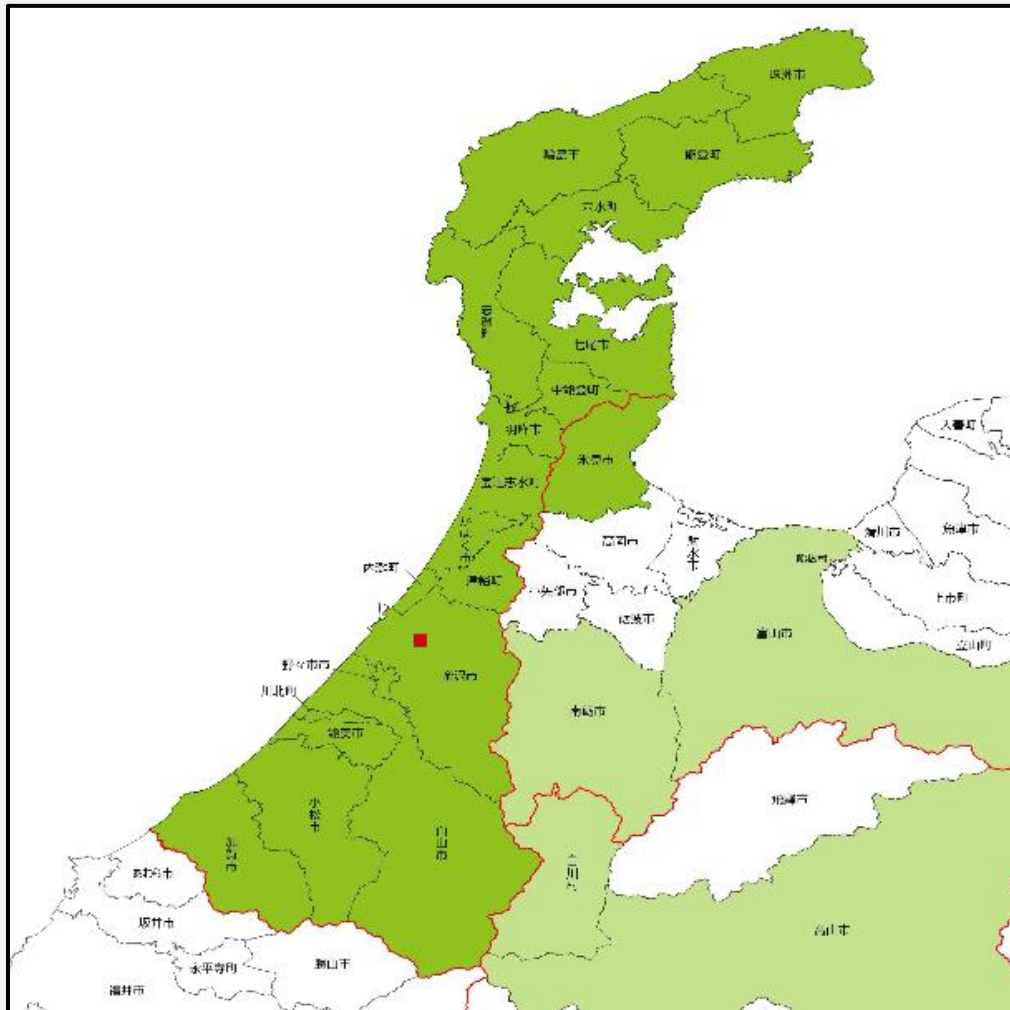 珠洲市
輪島市
能登町
穴水町
志賀町
七尾市
中能登町
羽咋市
氷見市
宝達志水町
かほく市
入善町
高岡市
射水市
滑川市
魚津市
内灘町
津幡町
舟橋村
小矢部市
砺波市
上市町
富山市
立山町
野々市市
金沢市
川北町
南砺市
能美市
小松市
飛騨市
白山市
加賀市
白川村
あわら市
坂井市
高山市
永平寺町
勝山市
福井市